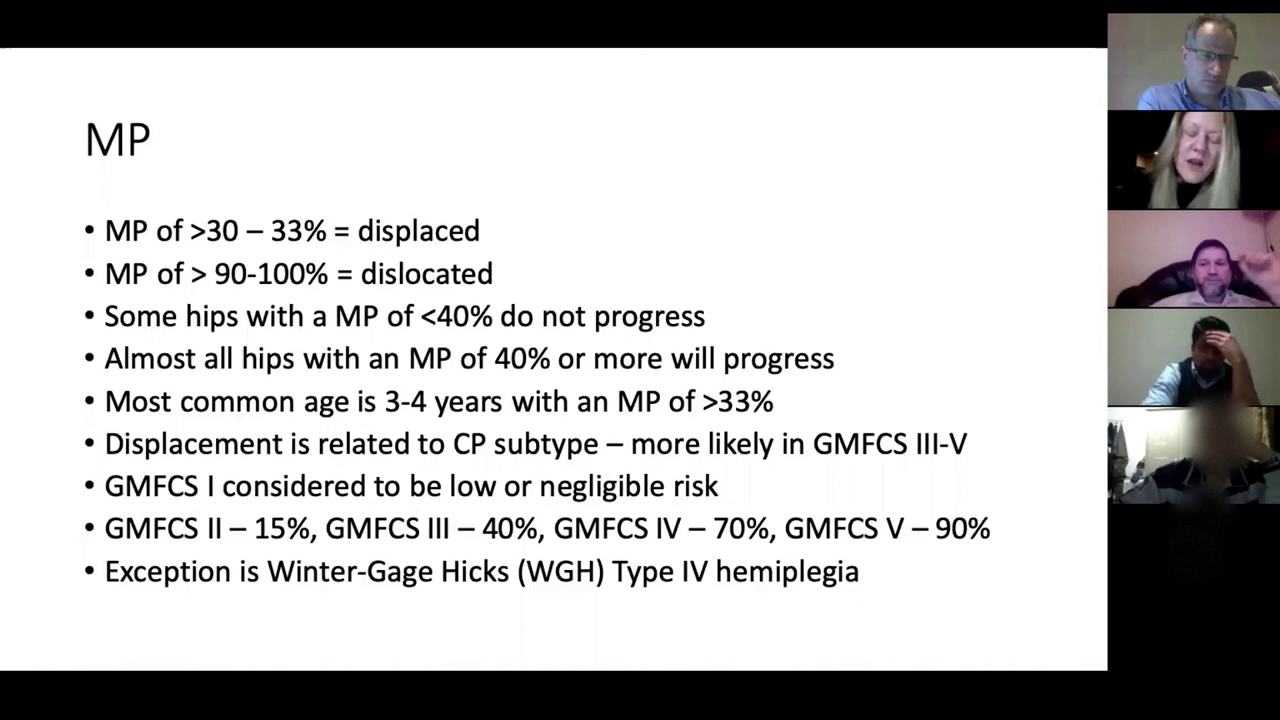 MP
• MP of >30 – 33% = displaced
• MP of > 90-100% = dislocated
• Some hips with a MP of <40% do not progress
• Almost all hips with an MP of 40% or more will progress
• Most common age is 3-4 years with an MP of >33%
• Displacement is related to CP subtype – more likely in GMFCS III-V
• GMFCS I considered to be low or negligible risk
• GMFCS II – 15%, GMFCS III – 40%, GMFCS IV – 70%, GMFCS V – 90%
• Exception is Winter-Gage Hicks (WGH) Type IV hemiplegia